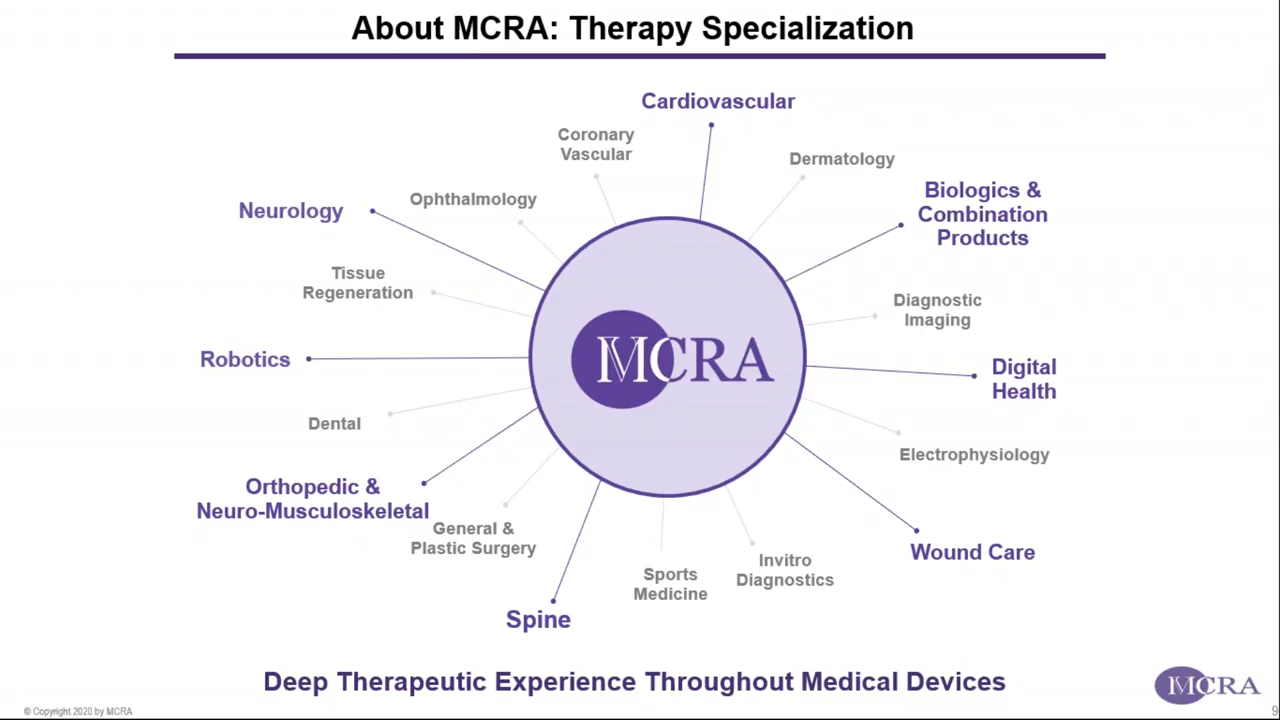 About MCRA: Therapy Specialization
Cardiovascular
Coronary
Vascular
Dermatology
Biologics &
Combination
Products
Ophthalmology
Neurology
Tissue
Regeneration
Diagnostic
Imaging
MCRA
Robotics
Digital
Health
Dental
Electrophysiology
Orthopedic &
Neuro-Musculoskeletal
General &
Plastic Surgery
Wound Care
Invitro
Diagnostics
Sports
Medicine
Spine
Deep Therapeutic Experience Throughout Medical Devices
MCRA
© Copyright 2020 by MCRA
9